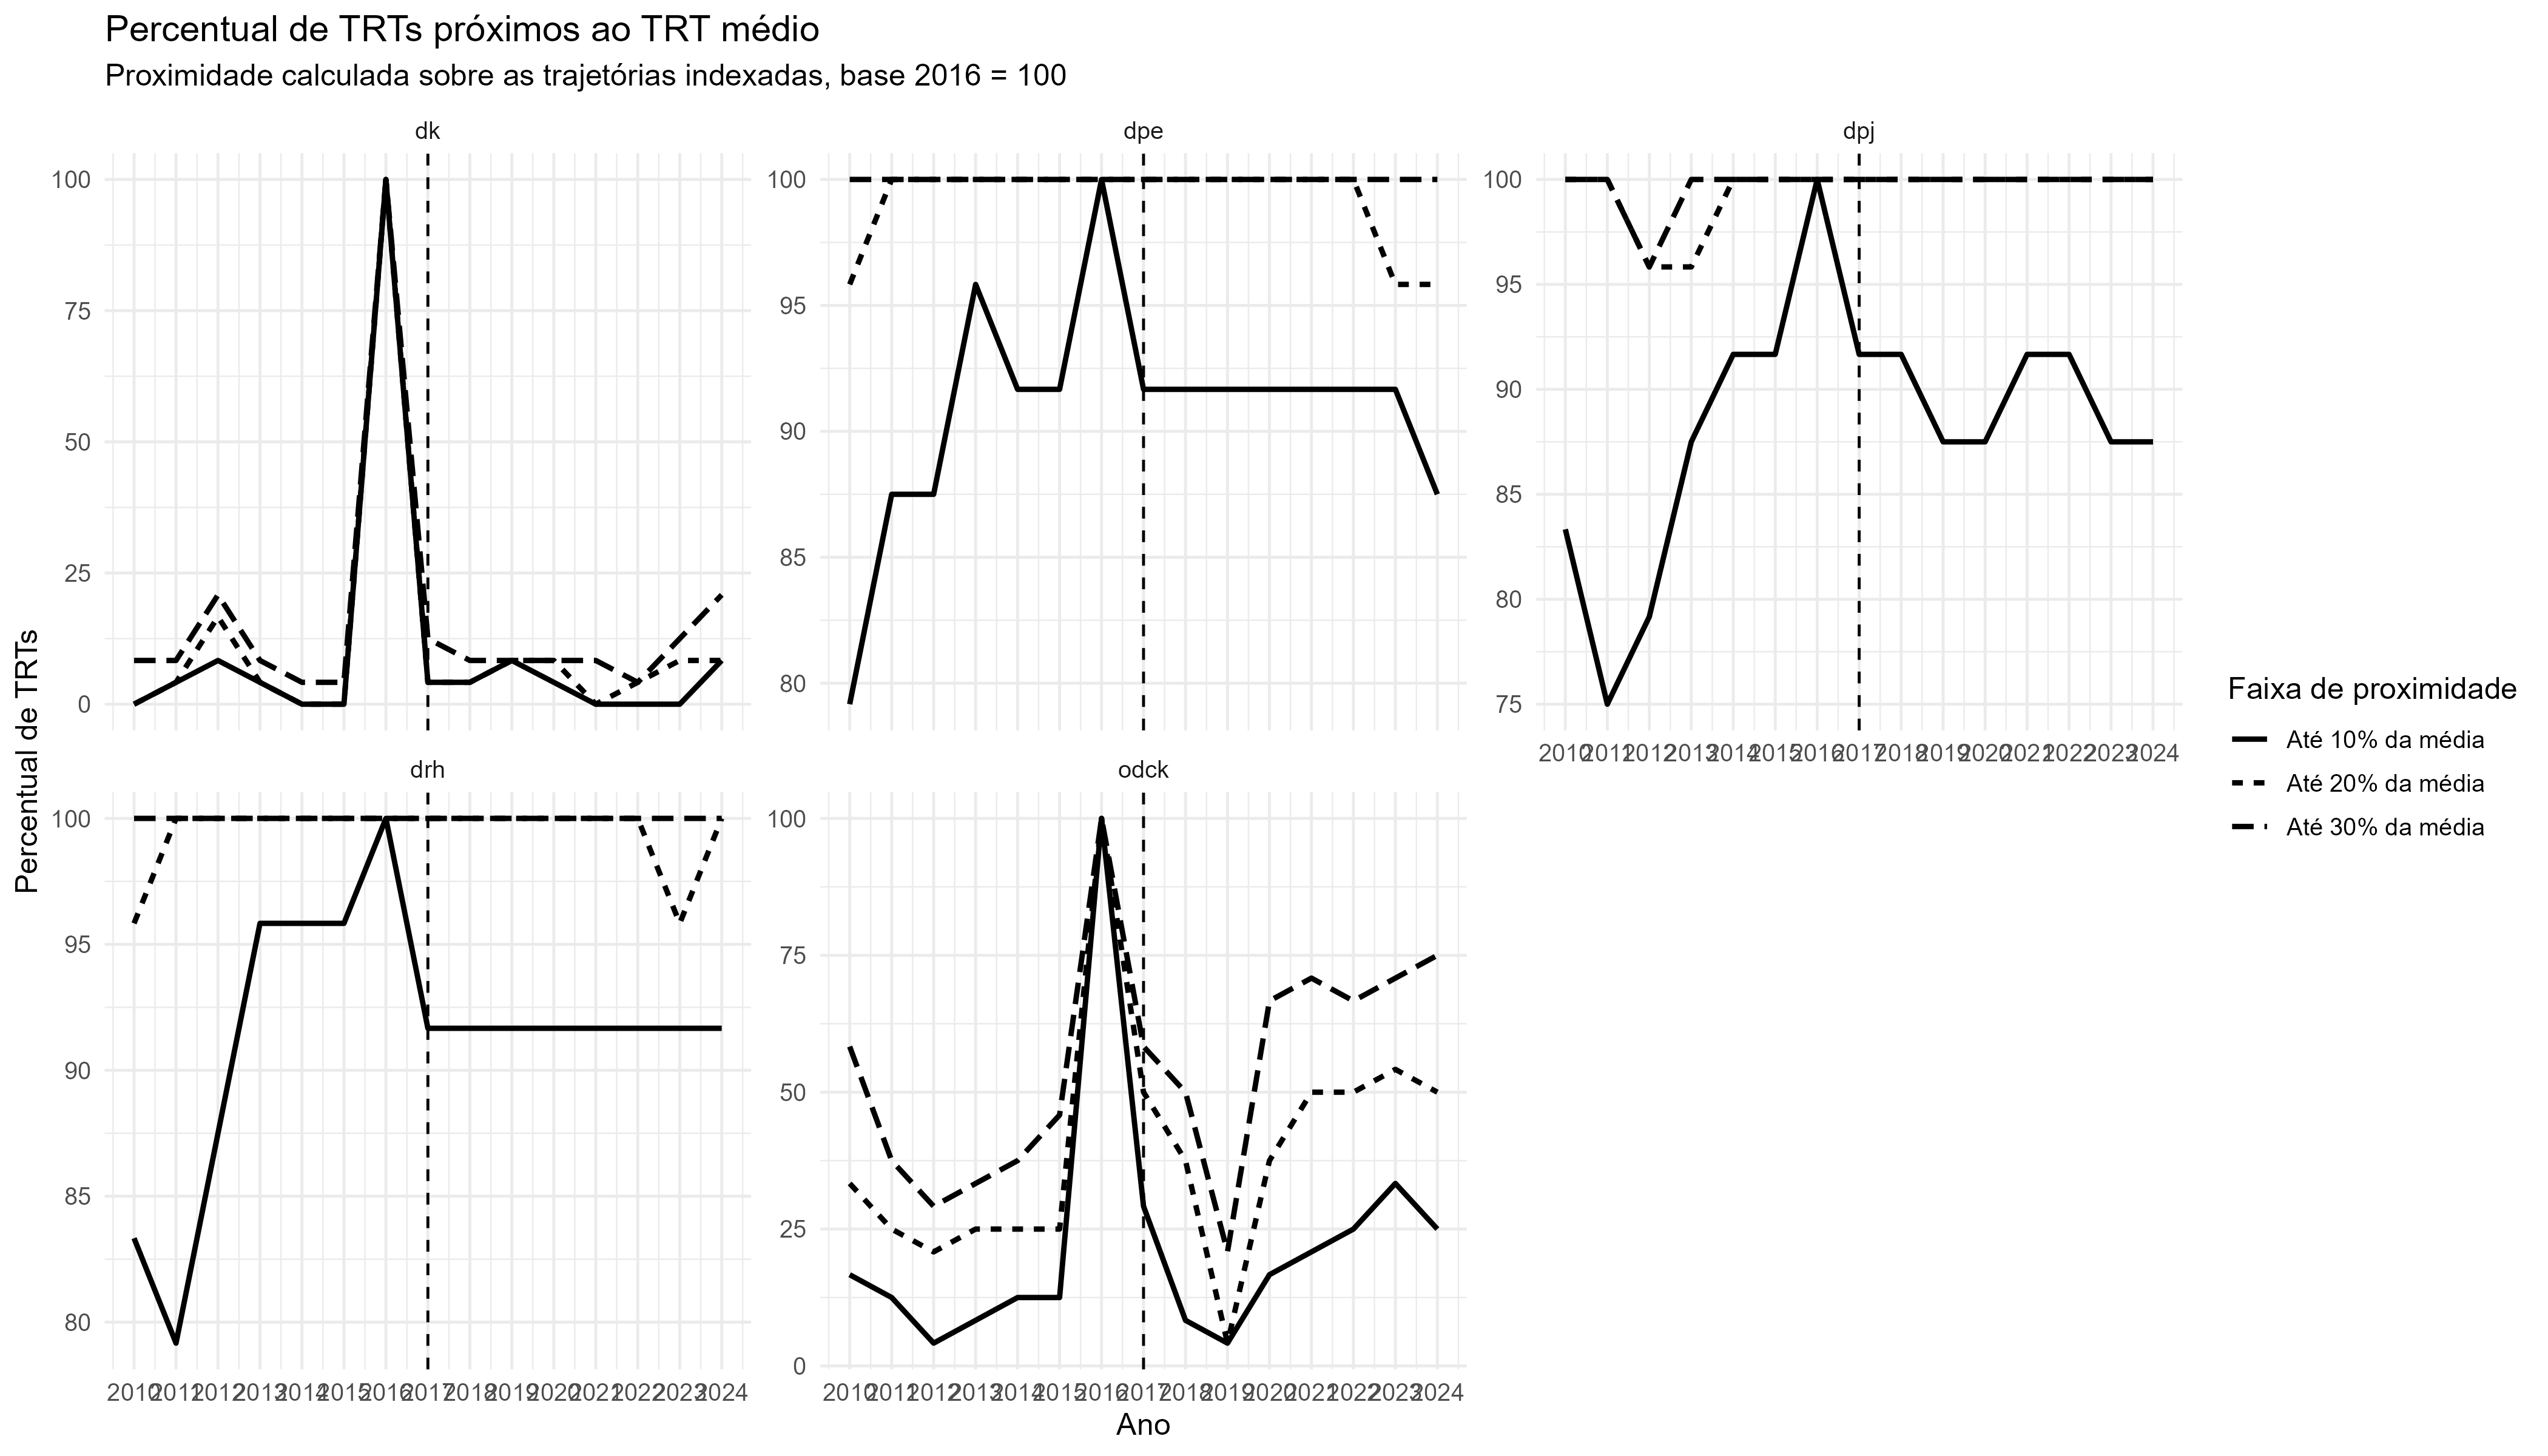 Percentual de TRTs próximos ao TRT médio
Proximidade calculada sobre as trajetórias indexadas, base 2016 = 100
dk
100
75
50
25
0
dpe
100
95
90
85
80
dpj
100
95
90
85
80
75
2010 2011 2012 2013 2014 2015 2016 2017 2018 2019 2020 2021 2022 2023 2024
drh
100
95
90
85
80
2010 2011 2012 2013 2014 2015 2016 2017 2018 2019 2020 2021 2022 2023 2024
odck
100
75
50
25
0
2010 2011 2012 2013 2014 2015 2016 2017 2018 2019 2020 2021 2022 2023 2024
Percentual de TRTs
Ano
Faixa de proximidade
Até 10% da média
Até 20% da média
Até 30% da média